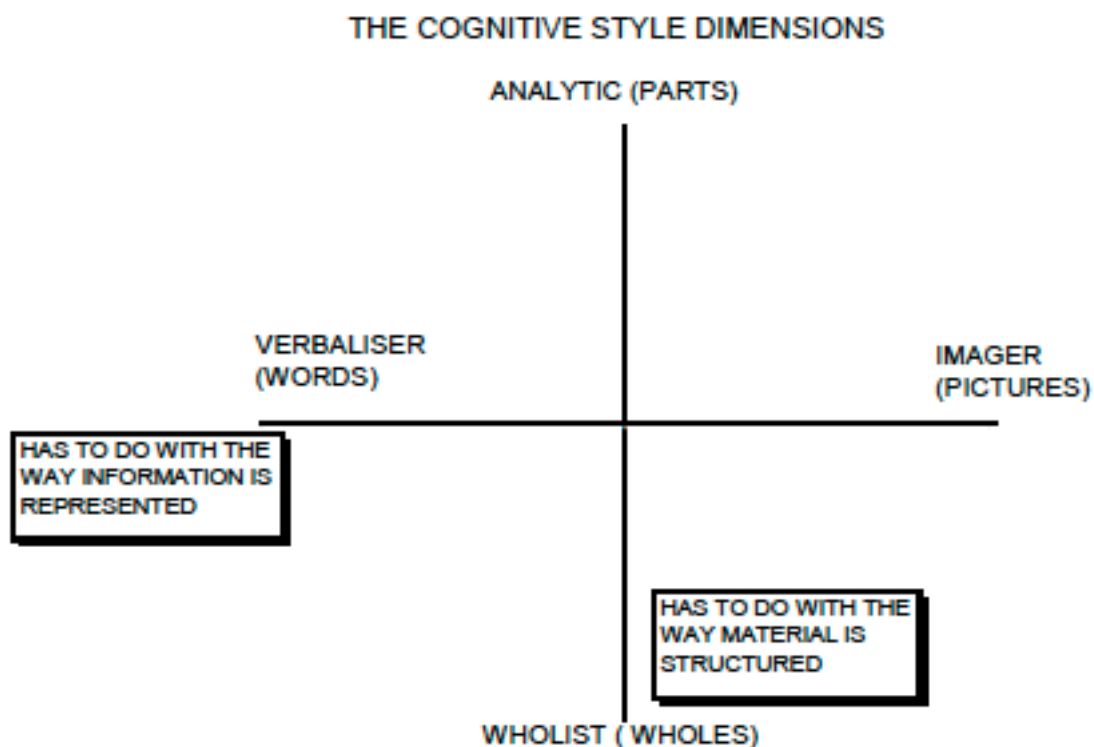 THE COGNITIVE STYLE DIMENSIONS
ANALYTIC (PARTS)
VERBALISER
(WORDS)
IMAGER
(PICTURES)
HAS TO DO WITH THE
WAY INFORMATION IS
REPRESENTED
HAS TO DO WITH THE
WAY MATERIAL IS
STRUCTURED
WHOLIST ( WHOLES)